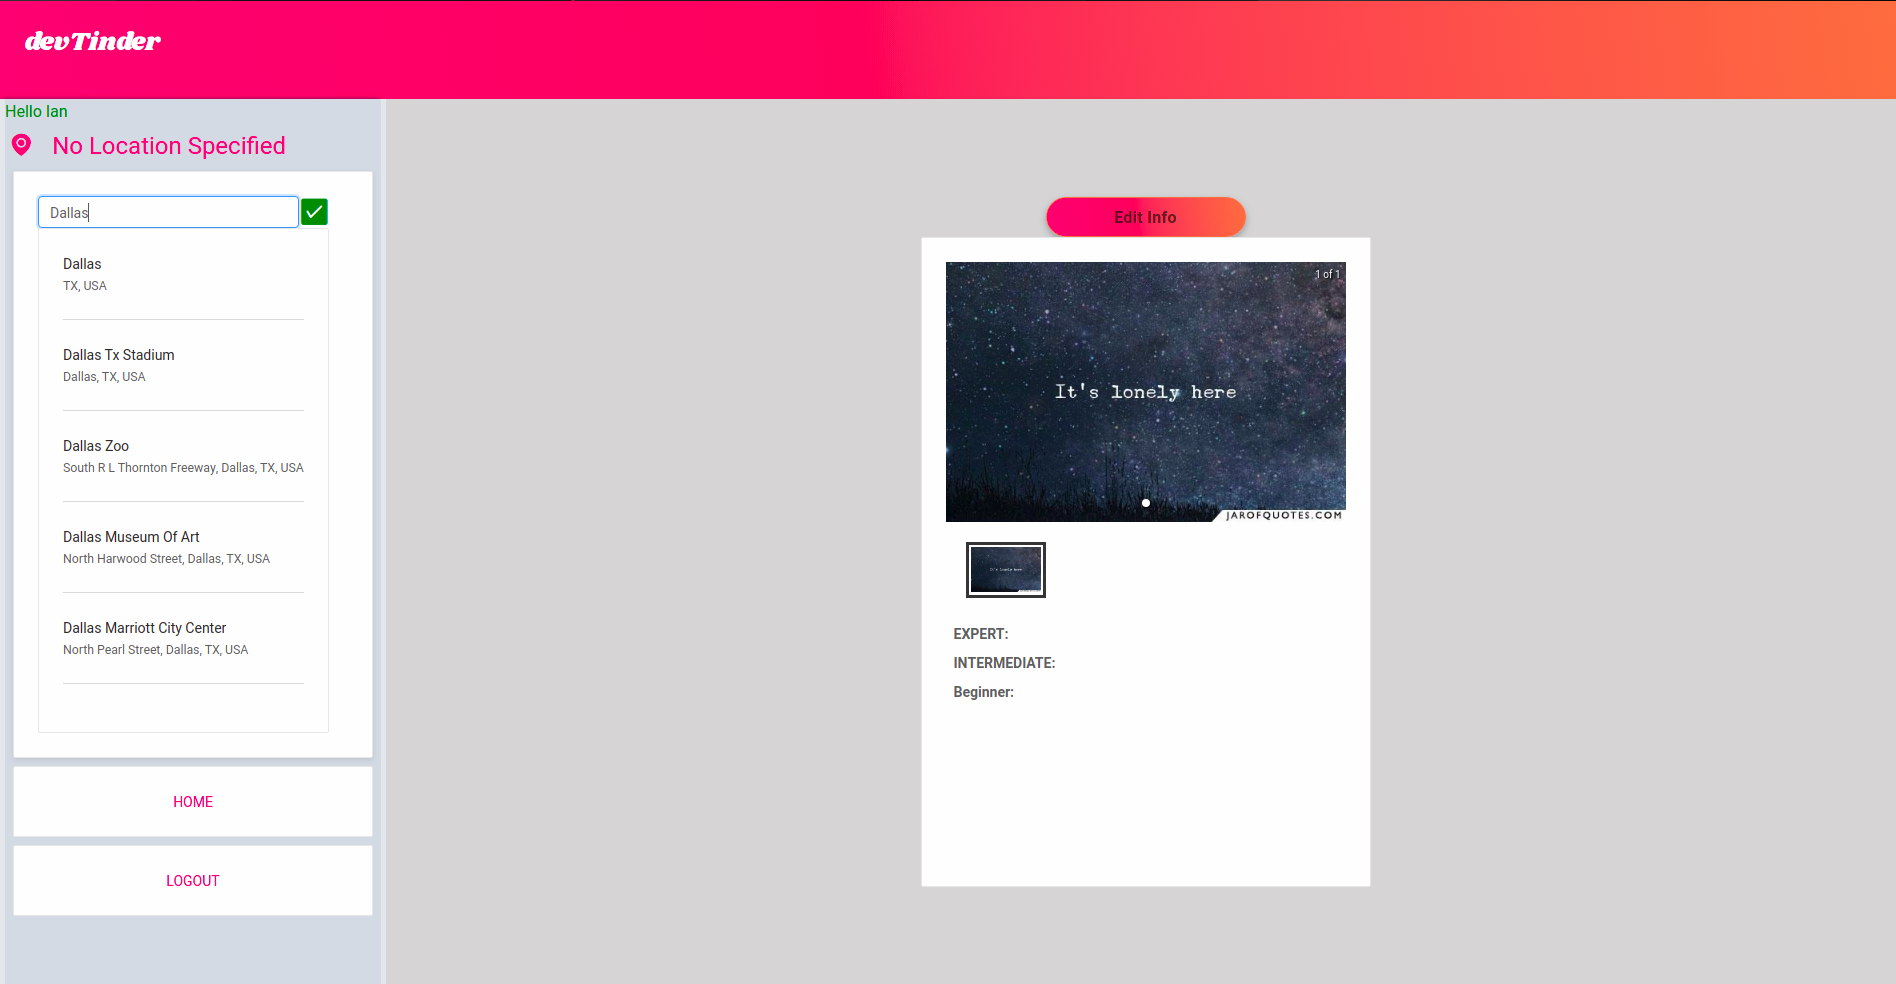 devTinder
Hello Ian
No Location Specified
Dallas
Dallas
TX, USA
Dallas Tx Stadium
Dallas, TX, USA
Dallas Zoo
South R L Thornton Freeway, Dallas, TX, USA
Dallas Museum Of Art
North Harwood Street, Dallas, TX, USA
Dallas Marriott City Center
North Pearl Street, Dallas, TX, USA
HOME
LOGOUT
Edit Info
1 of 1
It's lonely here
JAROFQUOTES.COM
It's lonely here
EXPERT:
INTERMEDIATE:
Beginner: